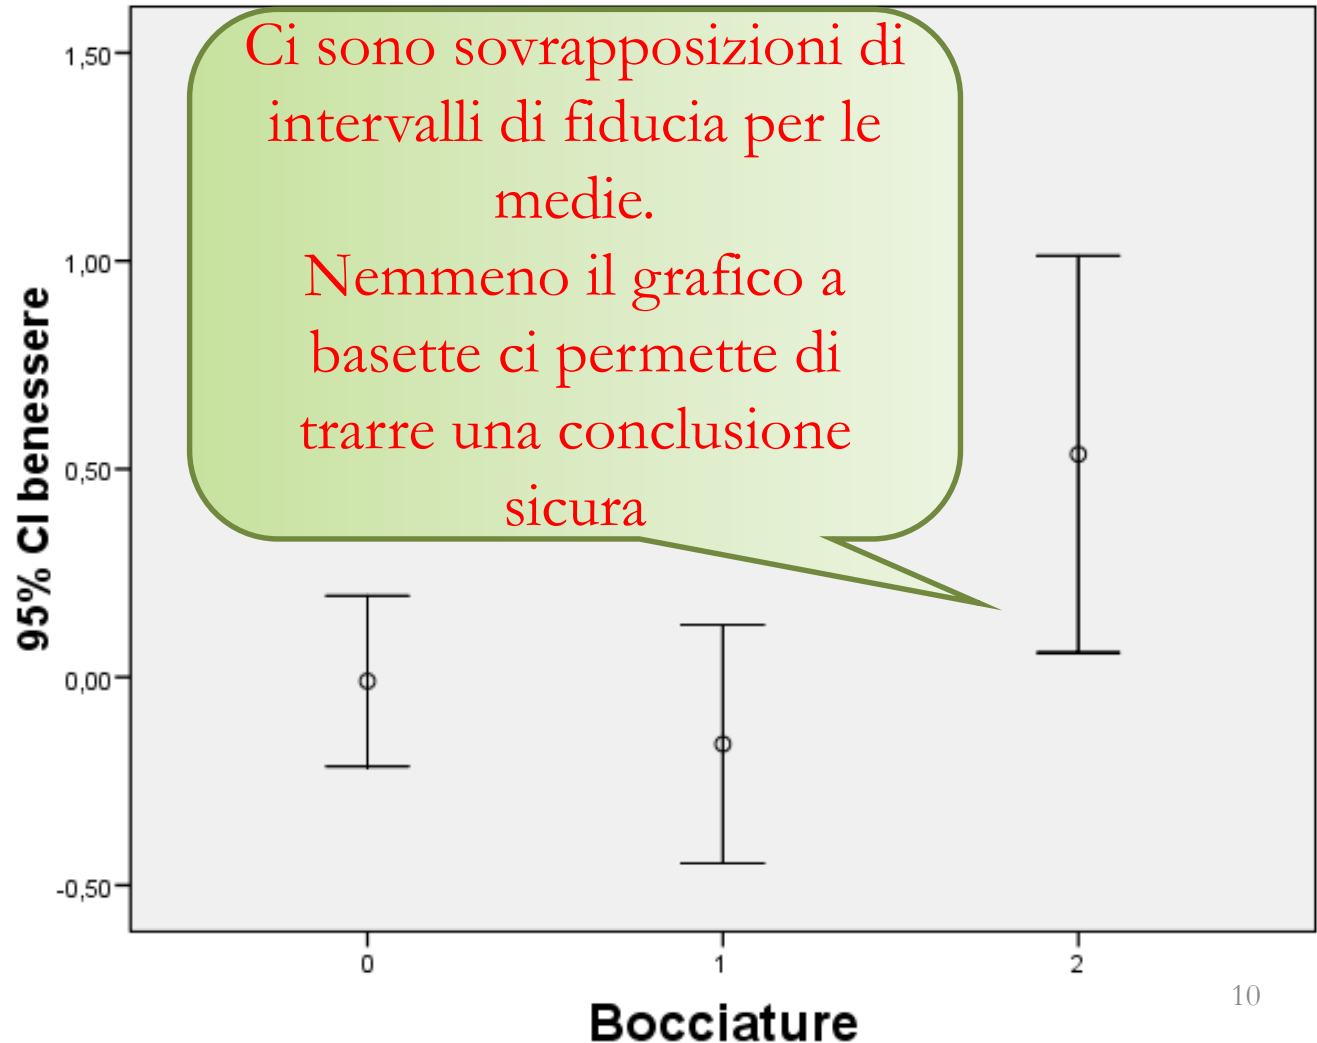 Ci sono sovrapposizioni di
intervalli di fiducia per le
medie.
Nemmeno il grafico a
basette ci permette di
trarre una conclusione
sicura
95% CI benessere
1,50
1,00
0,50
0,00
-0,50
0
1
2
Bocciature
10